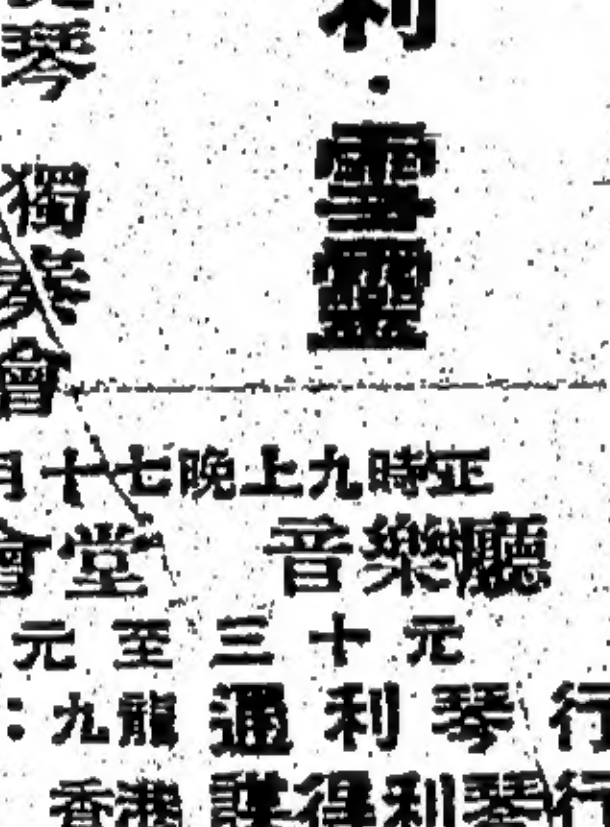 利・雲靈
琴 獨奏會
月十七晚上九時正
會堂 音樂廳
元至三十元
：九龍通利琴行
香港謀得利琴行